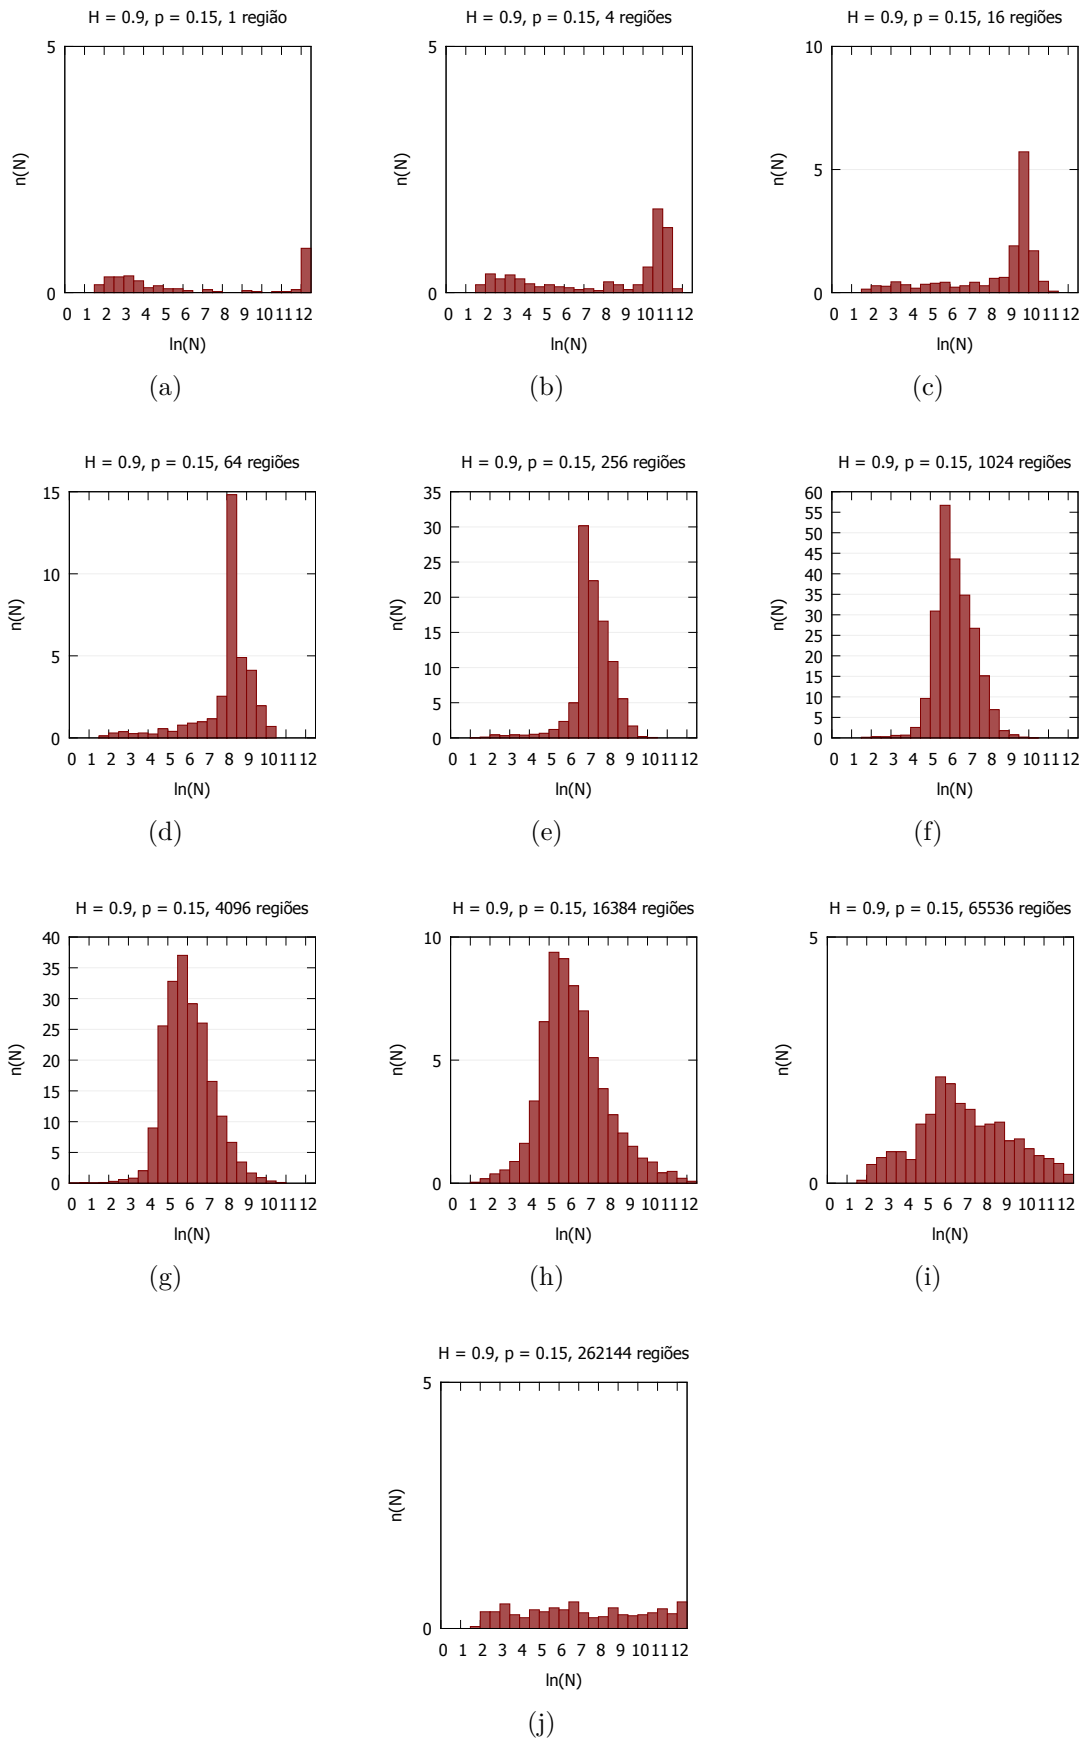 H = 0.9, p = 0.15, 1 região
5
n(N)
0
0 1 2 3 4 5 6 7 8 9 10 11 12
ln(N)
(a)
H = 0.9, p = 0.15, 4 regiões
5
n(N)
0
0 1 2 3 4 5 6 7 8 9 10 11 12
ln(N)
(b)
H = 0.9, p = 0.15, 16 regiões
10
5
n(N)
0
0 1 2 3 4 5 6 7 8 9 10 11 12
ln(N)
(c)
H = 0.9, p = 0.15, 64 regiões
15
10
n(N)
5
0
0 1 2 3 4 5 6 7 8 9 10 11 12
ln(N)
(d)
H = 0.9, p = 0.15, 256 regiões
35
30
25
20
n(N)
15
10
5
0
0 1 2 3 4 5 6 7 8 9 10 11 12
ln(N)
(e)
H = 0.9, p = 0.15, 1024 regiões
60
55
50
45
40
35
30
n(N)
25
20
15
10
5
0
0 1 2 3 4 5 6 7 8 9 10 11 12
ln(N)
(f)
H = 0.9, p = 0.15, 4096 regiões
40
35
30
25
20
n(N)
15
10
5
0
0 1 2 3 4 5 6 7 8 9 10 11 12
ln(N)
(g)
H = 0.9, p = 0.15, 16384 regiões
10
5
n(N)
0
0 1 2 3 4 5 6 7 8 9 10 11 12
ln(N)
(h)
H = 0.9, p = 0.15, 65536 regiões
5
n(N)
0
0 1 2 3 4 5 6 7 8 9 10 11 12
ln(N)
(i)
H = 0.9, p = 0.15, 262144 regiões
5
n(N)
0
0 1 2 3 4 5 6 7 8 9 10 11 12
ln(N)
(j)